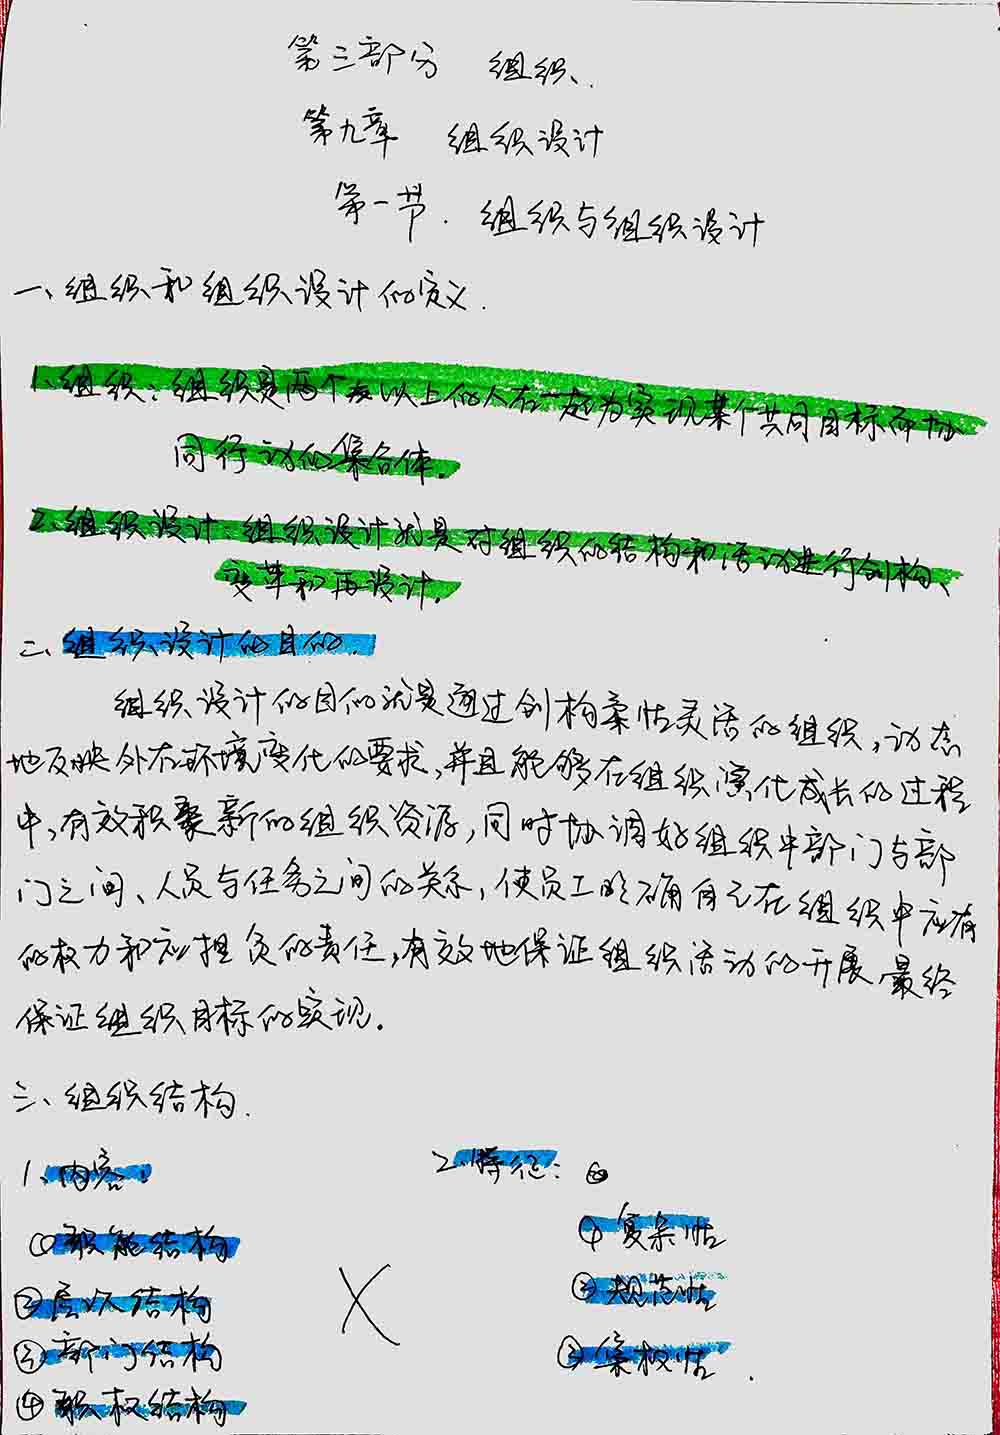 第三部分 组织、
第九章 组织设计
第一节. 组织与组织设计
一、组织和组织设计的定义.
1、组织：组织是两个或以上的人在一起为实现某个共同目标而协
同行动的集合体.
2、组织设计：组织设计就是对组织的结构和活动进行创构、
变革和再设计.
二、组织设计的目的.
组织设计的目的就是通过创构柔性灵活的组织,动态
地反映外在环境变化的要求,并且能够在组织演化成长的过程
中,有效积聚新的组织资源,同时协调好组织中部门与部
门之间、人员与任务之间的关系,使员工明确自己在组织中应有
的权力和应担负的责任,有效地保证组织活动的开展,最终
保证组织目标的实现.
三、组织结构.
1、内容： 2、特征：
①职能结构 ①复杂性
②层次结构 ②规范性
③部门结构 ③集权性.
④职权结构